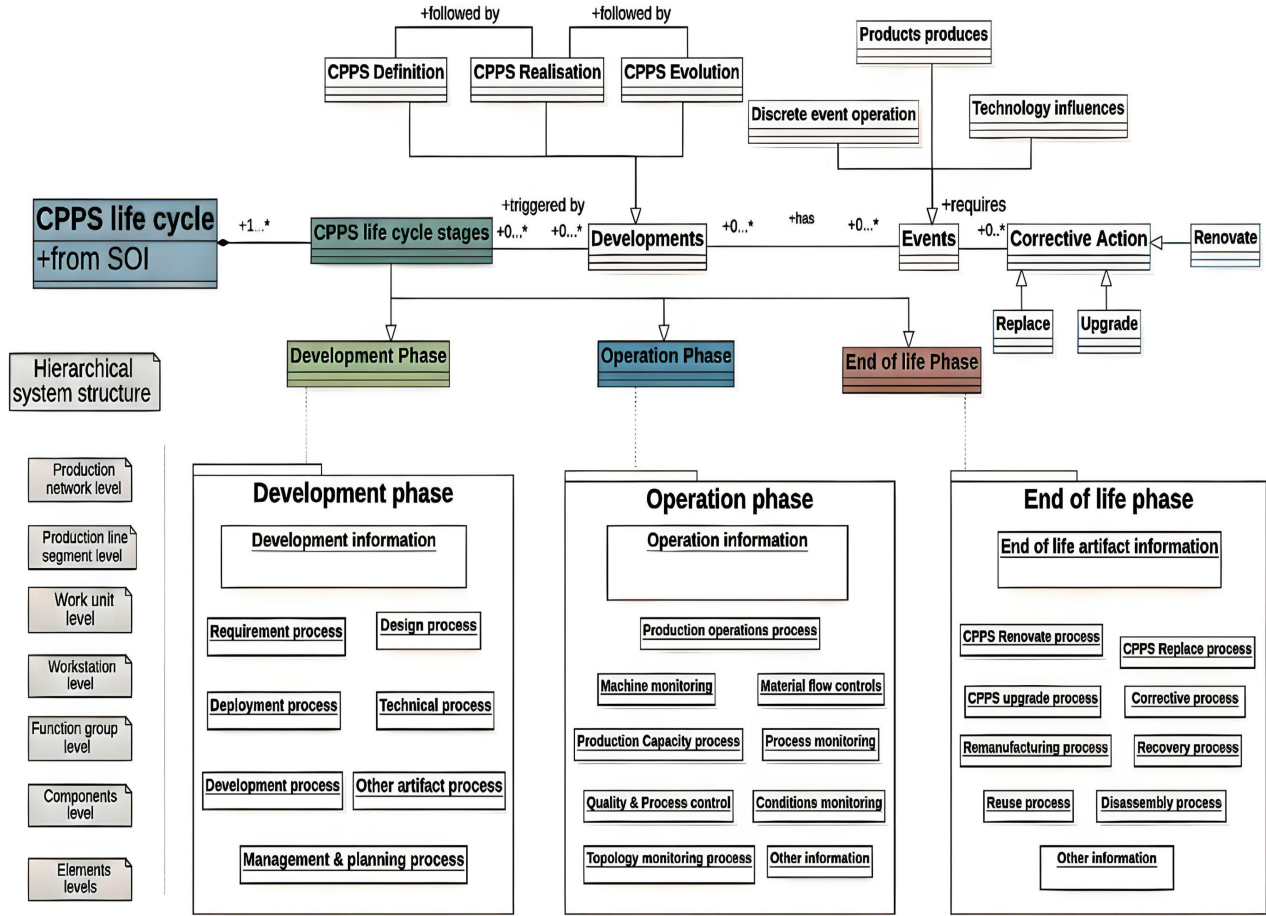 +followed by
+followed by
Products produces
CPPS Definition
CPPS Realisation
CPPS Evolution
Discrete event operation
Technology influences
CPPS life cycle
+from SOI
+1...*
CPPS life cycle stages
+triggered by
+0...*
+0...*
Developments
+0...*
+has
+0...*
Events
+requires
+0..*
Corrective Action
Renovate
Replace
Upgrade
Development Phase
Operation Phase
End of life Phase
Hierarchical
system structure
Production
network level
Production line
segment level
Work unit
level
Workstation
level
Function group
level
Components
level
Elements
levels
Development phase
Development information
Requirement process
Design process
Deployment process
Technical process
Development process
Other artifact process
Management & planning process
Operation phase
Operation information
Production operations process
Machine monitoring
Material flow controls
Production Capacity process
Process monitoring
Quality & Process control
Conditions monitoring
Topology monitoring process
Other information
End of life phase
End of life artifact information
CPPS Renovate process
CPPS Replace process
CPPS upgrade process
Corrective process
Remanufacturing process
Recovery process
Reuse process
Disassembly process
Other information